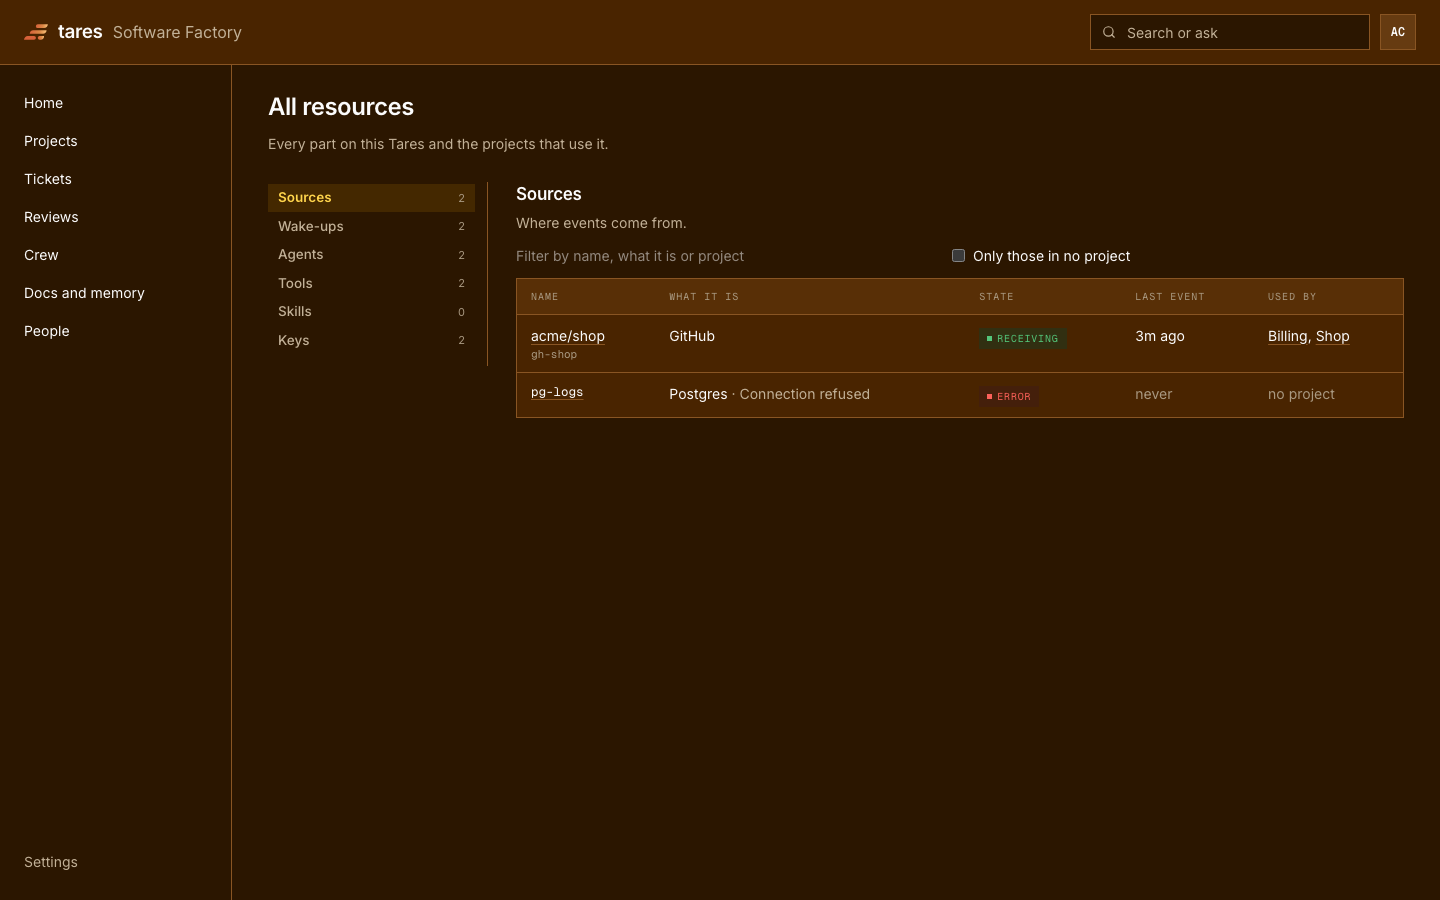 tares Software Factory
Search or ask
AC
Home
Projects
Tickets
Reviews
Crew
Docs and memory
People
Settings
All resources
Every part on this Tares and the projects that use it.
Sources 2
Wake-ups 2
Agents 2
Tools 2
Skills 0
Keys 2
Sources
Where events come from.
Filter by name, what it is or project
Only those in no project
NAME WHAT IT IS STATE LAST EVENT USED BY
acme/shop GitHub RECEIVING 3m ago Billing, Shop
gh-shop
pg-logs Postgres · Connection refused ERROR never no project